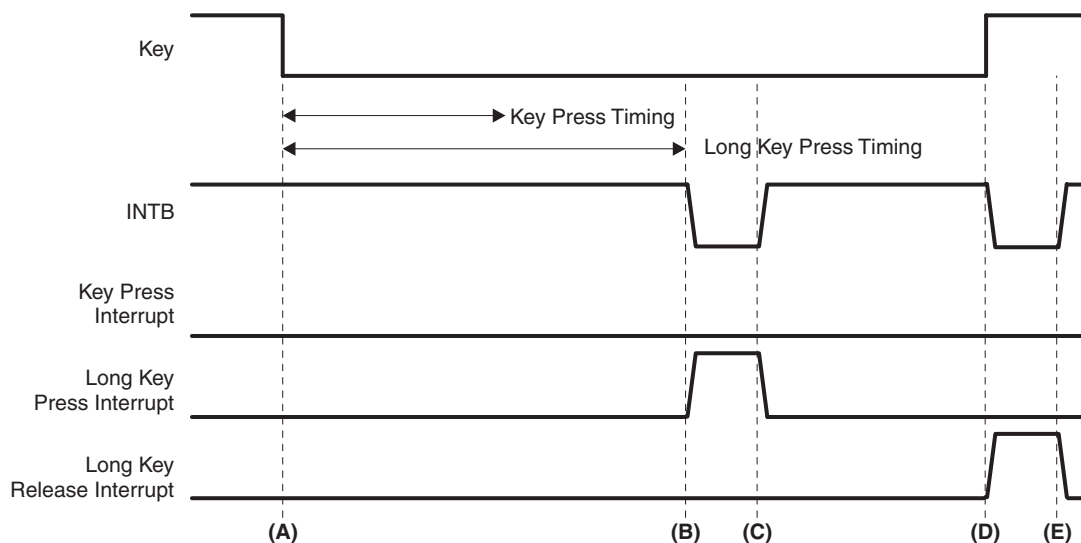 Key
Key Press Timing
Long Key Press Timing
INTB
Key Press
Interrupt
Long Key
Press Interrupt
Long Key
Release Interrupt
(A)
(B)
(C)
(D)
(E)